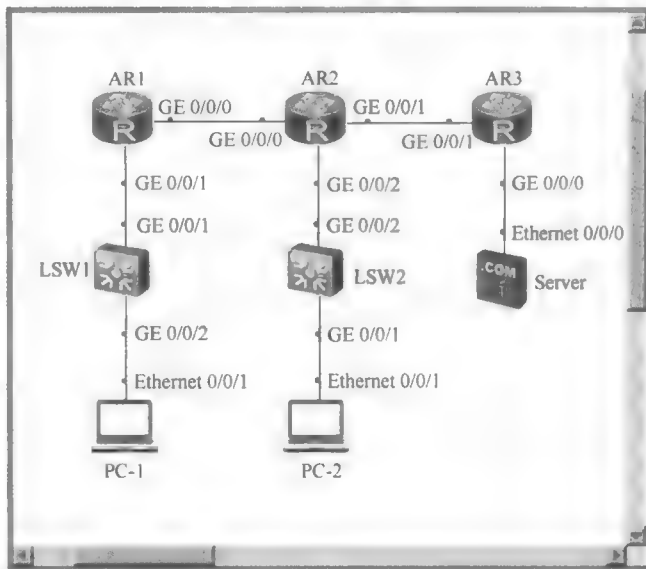 AR1
AR2
AR3
GE 0/0/0
GE 0/0/1
GE 0/0/0
GE 0/0/1
GE 0/0/1
GE 0/0/2
GE 0/0/0
GE 0/0/1
GE 0/0/2
Ethernet 0/0/0
LSW1
LSW2
.COM
Server
GE 0/0/2
GE 0/0/1
Ethernet 0/0/1
Ethernet 0/0/1
PC-1
PC-2
R
R
R